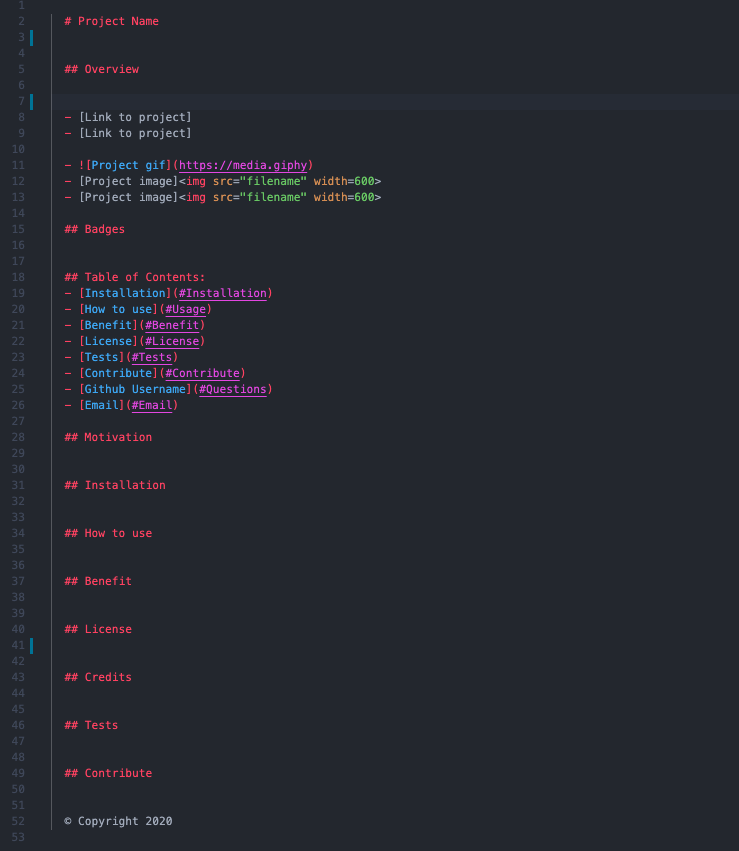 1
2 # Project Name
3
4
5 ## Overview
6
7
8 - [Link to project]
9 - [Link to project]
10
11 - ![Project gif](https://media.giphy)
12 - [Project image]<img src="filename" width=600>
13 - [Project image]<img src="filename" width=600>
14
15 ## Badges
16
17
18 ## Table of Contents:
19 - [Installation](#Installation)
20 - [How to use](#Usage)
21 - [Benefit](#Benefit)
22 - [License](#License)
23 - [Tests](#Tests)
24 - [Contribute](#Contribute)
25 - [Github Username](#Questions)
26 - [Email](#Email)
27
28 ## Motivation
29
30
31 ## Installation
32
33
34 ## How to use
35
36
37 ## Benefit
38
39
40 ## License
41
42
43 ## Credits
44
45
46 ## Tests
47
48
49 ## Contribute
50
51
52 © Copyright 2020
53